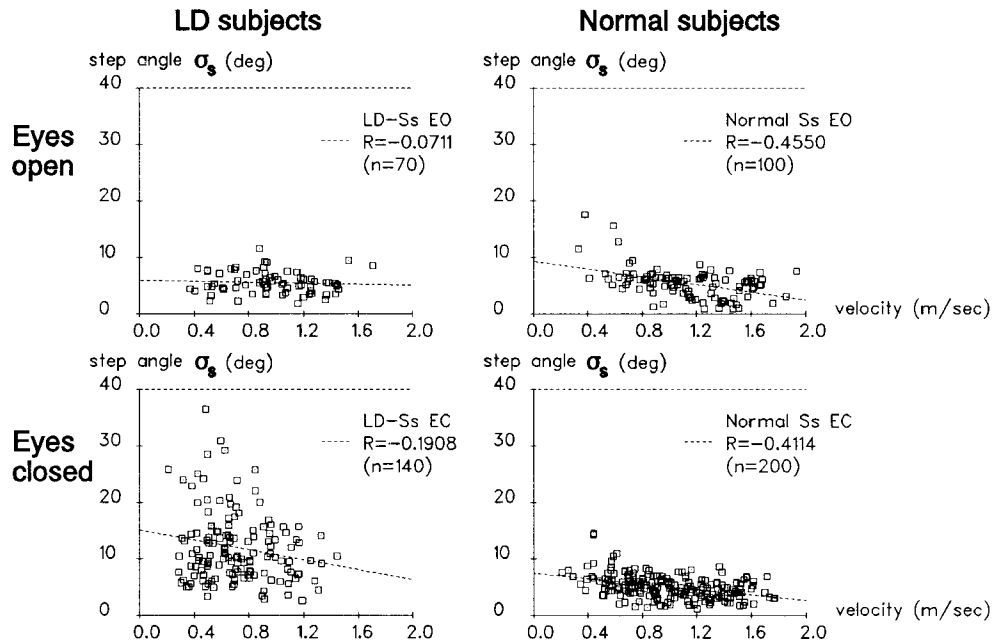 LD subjects
Normal subjects
step angle σs (deg)
step angle σs (deg)
Eyes open
40
30
20
10
0
LD-Ss EO
R=-0.0711
(n=70)
0.0 0.4 0.8 1.2 1.6 2.0
40
30
20
10
0
Normal Ss EO
R=-0.4550
(n=100)
0.0 0.4 0.8 1.2 1.6 2.0
velocity (m/sec)
step angle σs (deg)
step angle σs (deg)
Eyes closed
40
30
20
10
0
LD-Ss EC
R=-0.1908
(n=140)
0.0 0.4 0.8 1.2 1.6 2.0
40
30
20
10
0
Normal Ss EC
R=-0.4114
(n=200)
0.0 0.4 0.8 1.2 1.6 2.0
velocity (m/sec)